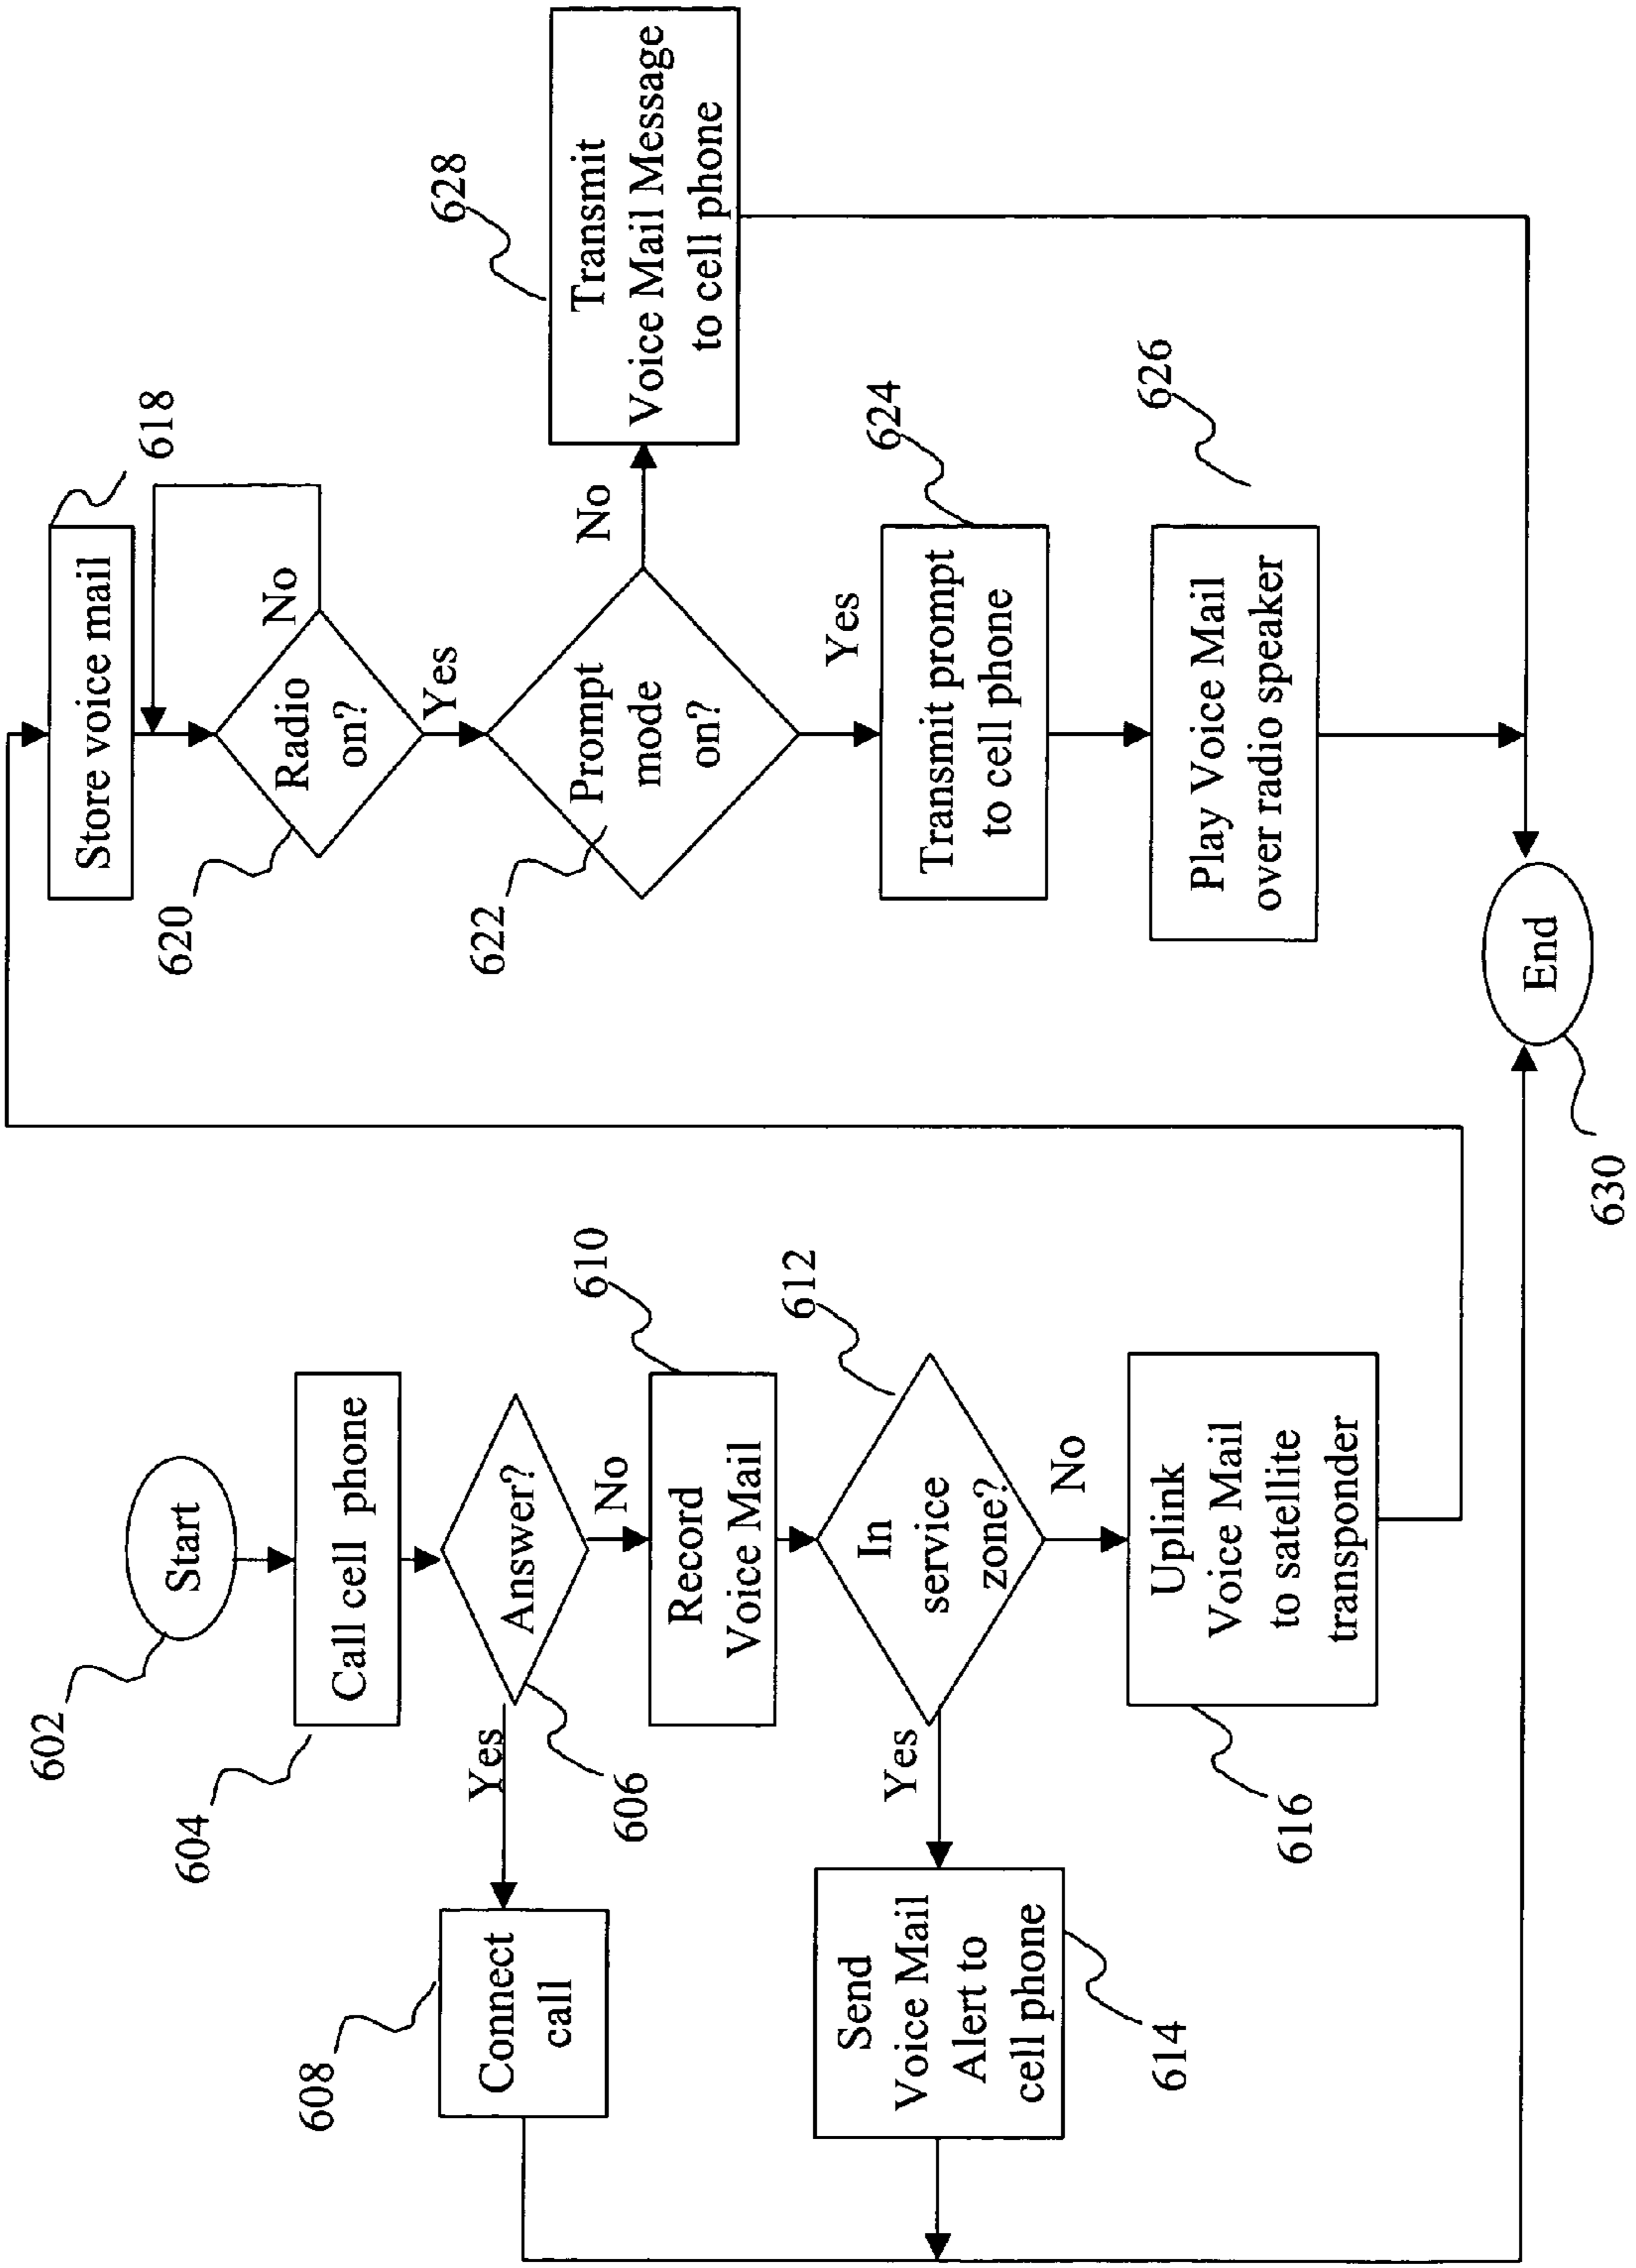 602
Start
604
Call cell phone
606
Answer?
Yes
No
608
Connect
call
610
Record
Voice Mail
612
In
service
zone?
Yes
No
614
Send
Voice Mail
Alert to
cell phone
616
Uplink
Voice Mail
to satellite
transponder
618
Store voice mail
620
Radio
on?
No
Yes
622
Prompt
mode
on?
No
Yes
628
Transmit
Voice Mail Message
to cell phone
624
Transmit prompt
to cell phone
626
Play Voice Mail
over radio speaker
End
630